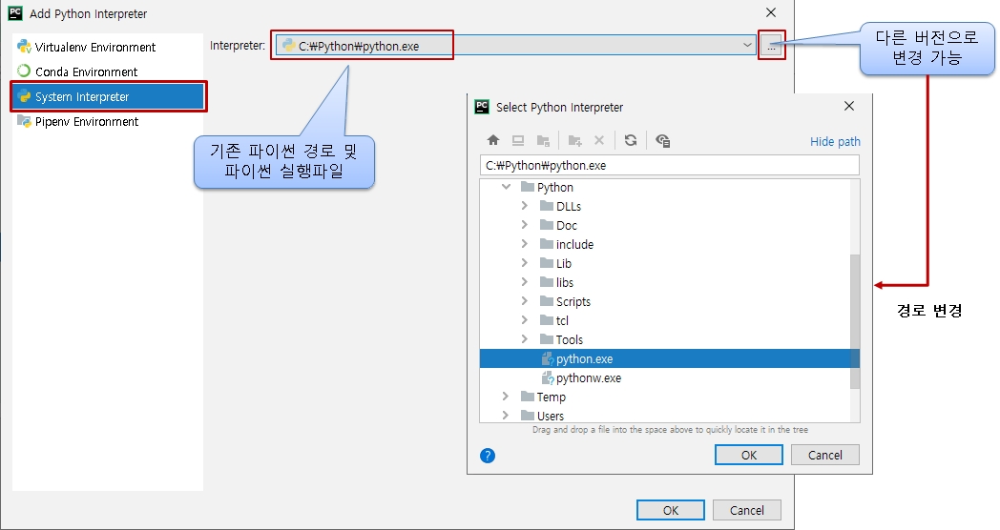 PC Add Python Interpreter
Virtualenv Environment
Conda Environment
System Interpreter
Pipenv Environment
Interpreter: C:₩Python₩python.exe ...
다른 버전으로
변경 가능
기존 파이썬 경로 및
파이썬 실행파일
PC Select Python Interpreter
Hide path
C:₩Python₩python.exe
Python
DLLs
Doc
include
Lib
libs
Scripts
tcl
Tools
python.exe
pythonw.exe
Temp
Users
Drag and drop a file into the space above to quickly locate it in the tree
? OK Cancel
경로 변경
OK Cancel